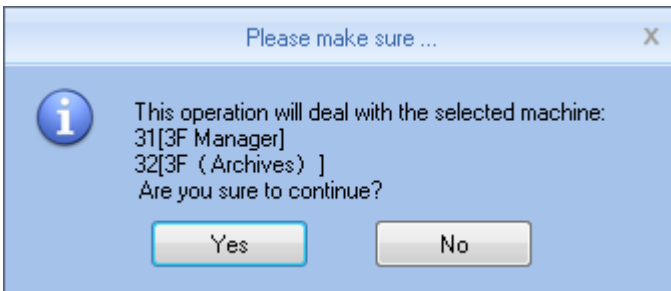 Please make sure ...
X
This operation will deal with the selected machine:
31[3F Manager]
32[3F（Archives）]
Are you sure to continue?
Yes
No